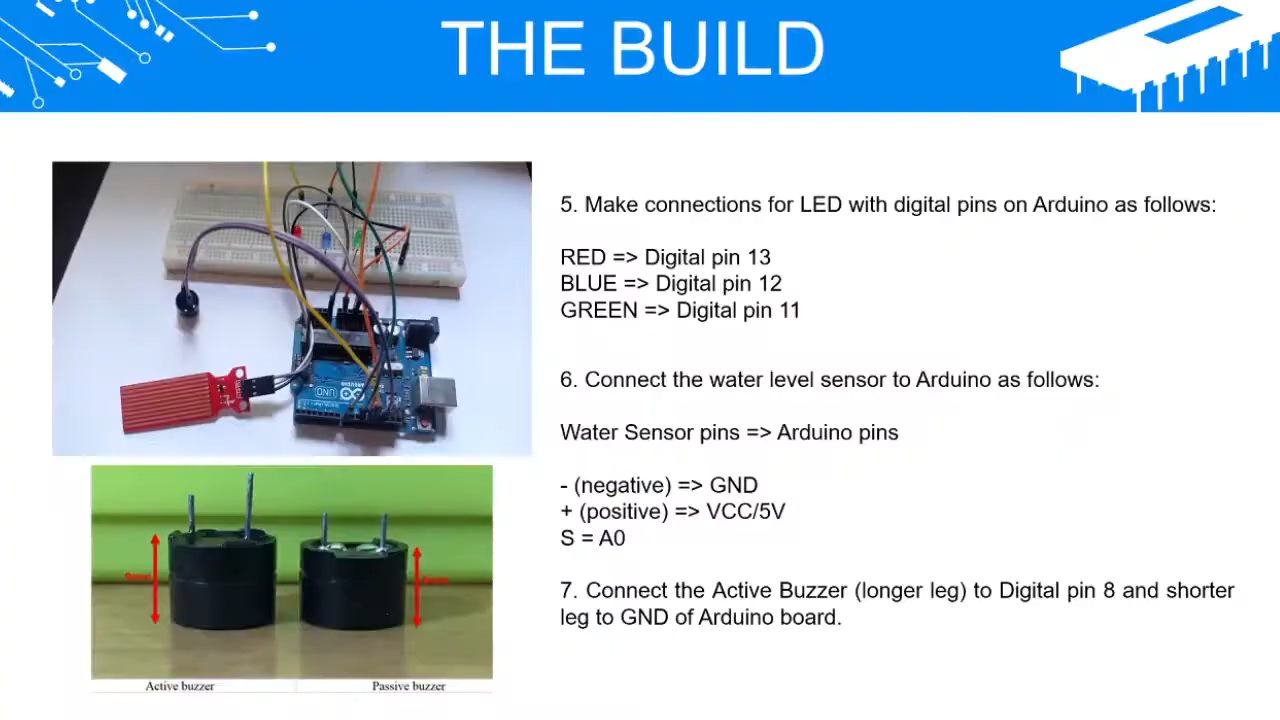 THE BUILD
5. Make connections for LED with digital pins on Arduino as follows:
RED => Digital pin 13
BLUE => Digital pin 12
GREEN => Digital pin 11
6. Connect the water level sensor to Arduino as follows:
Water Sensor pins => Arduino pins
- (negative) => GND
+ (positive) => VCC/5V
S = A0
7. Connect the Active Buzzer (longer leg) to Digital pin 8 and shorter
leg to GND of Arduino board.
UNO
Active buzzer
Passive buzzer